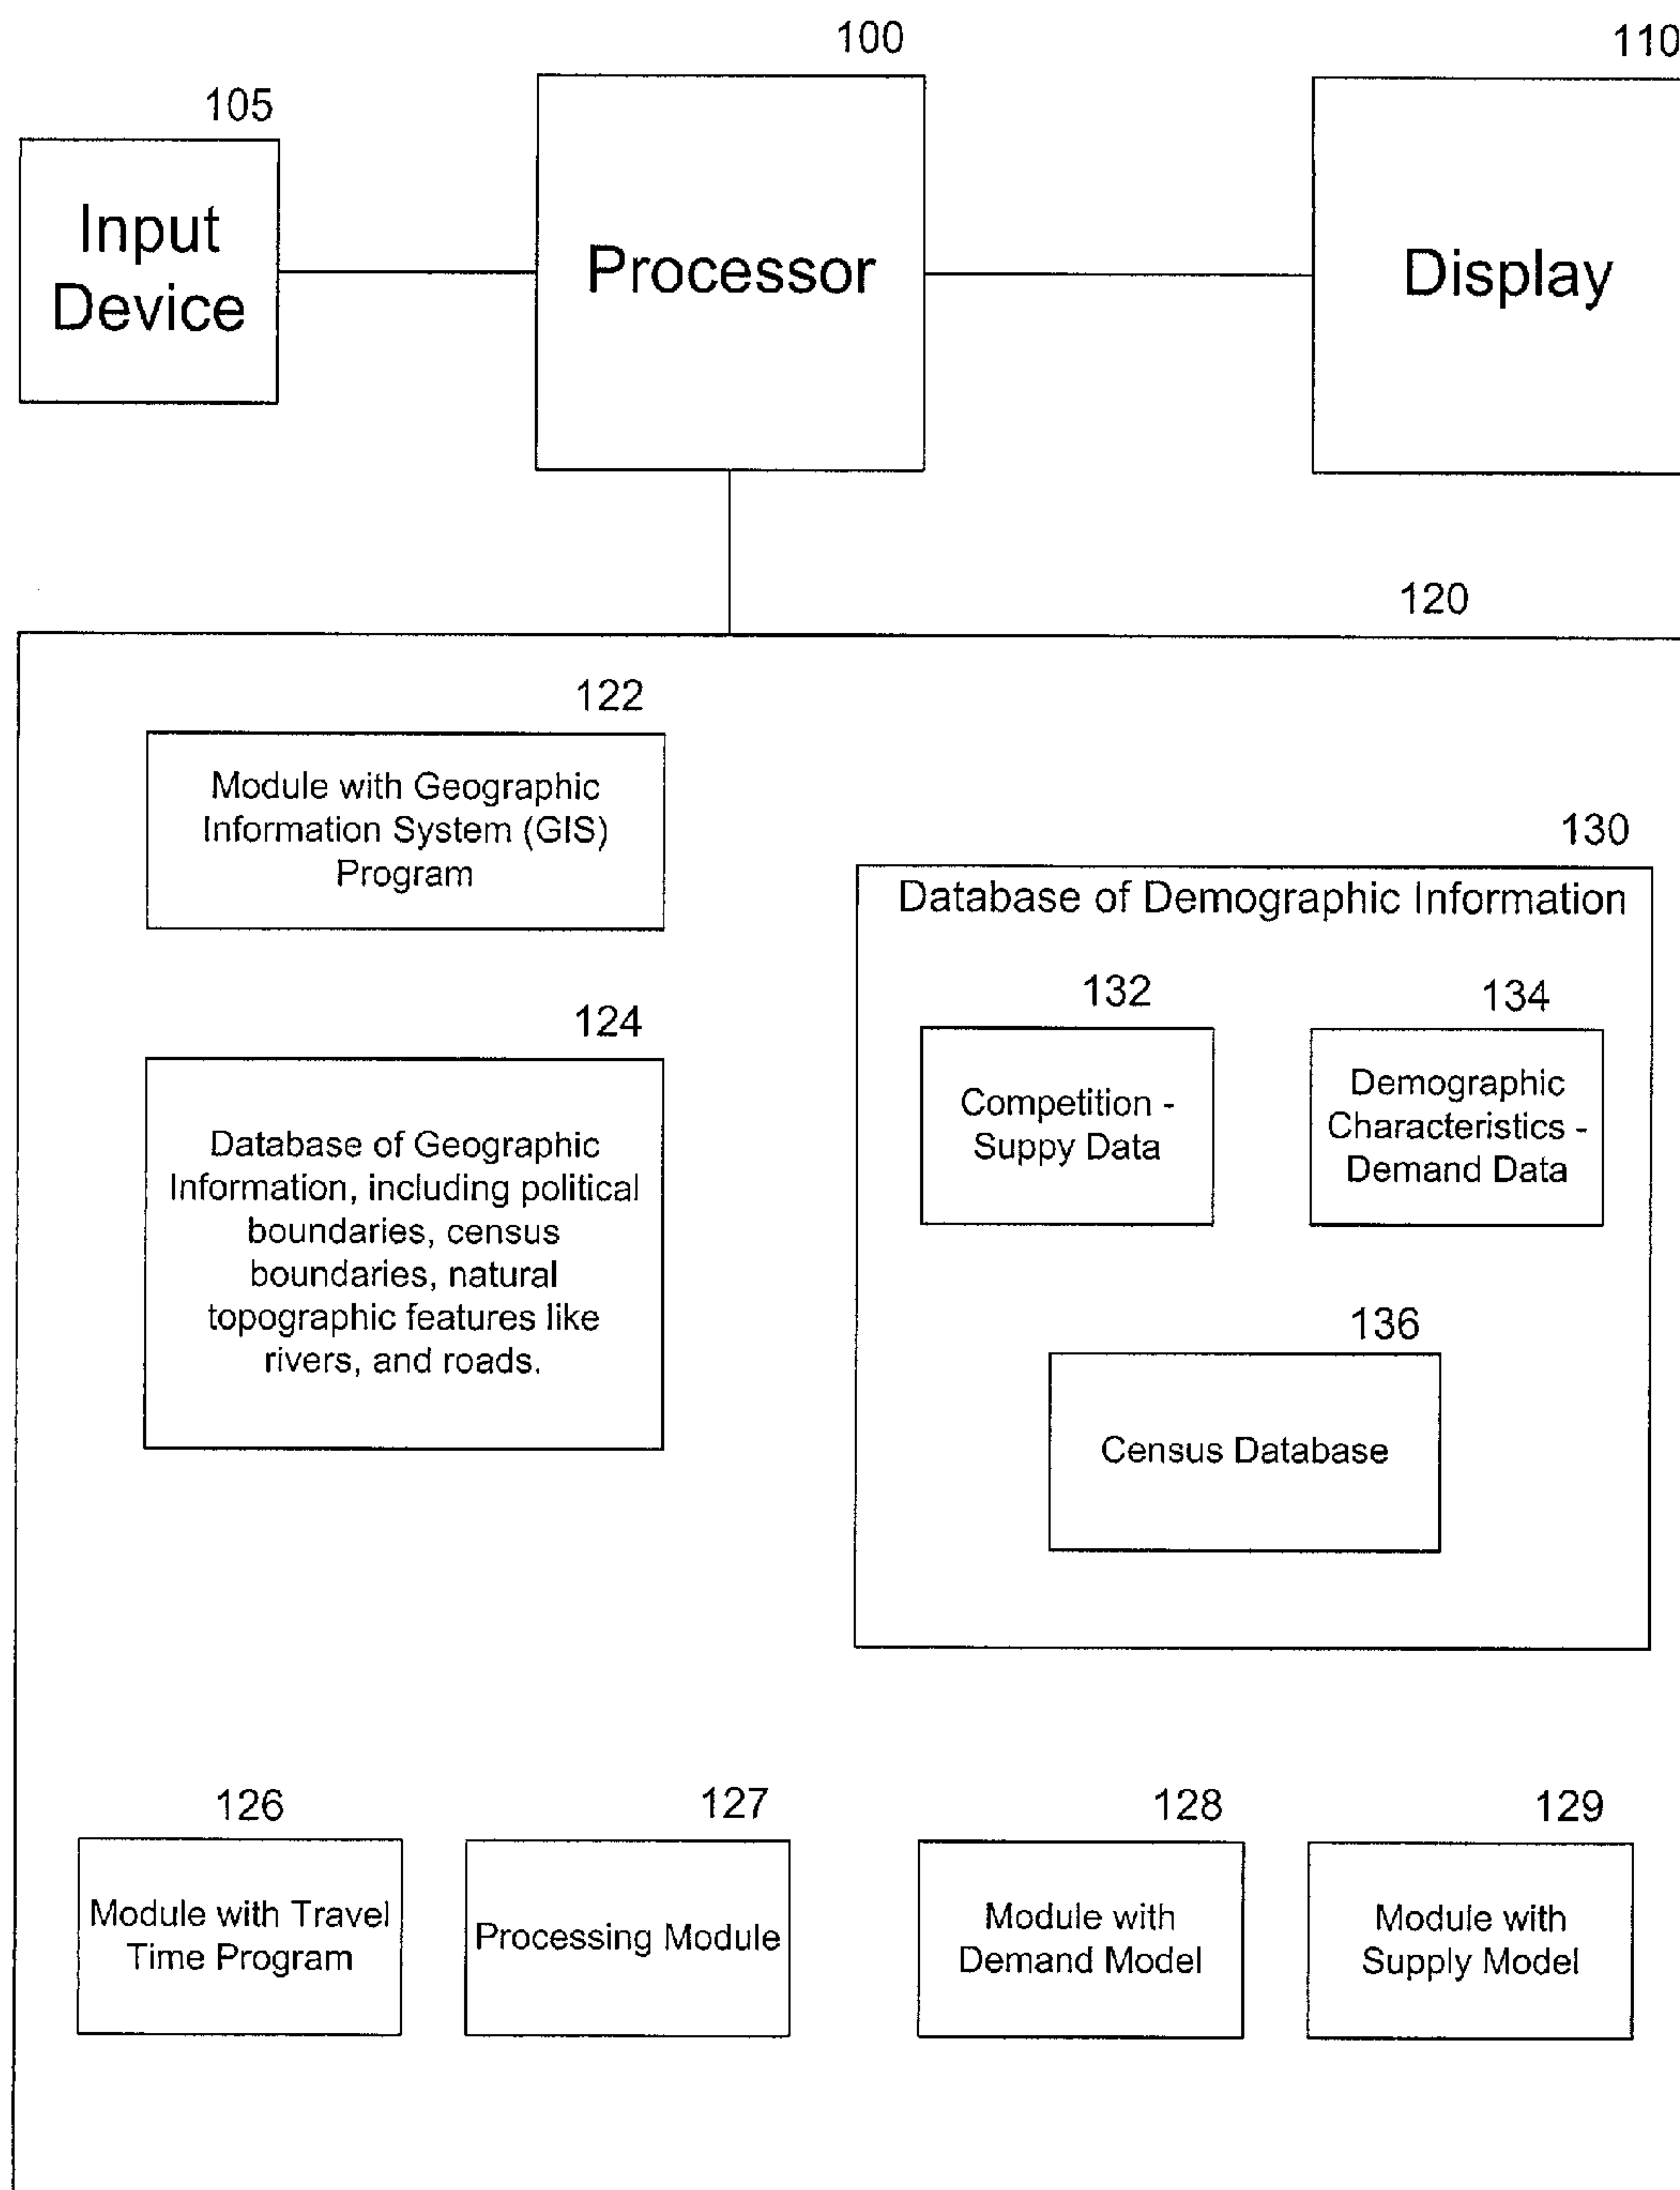 100
110
105
Input
Device
Processor
Display
120
122
Module with Geographic
Information System (GIS)
Program
130
Database of Demographic Information
124
Database of Geographic
Information, including political
boundaries, census
boundaries, natural
topographic features like
rivers, and roads.
132
Competition -
Suppy Data
134
Demographic
Characteristics -
Demand Data
136
Census Database
126
Module with Travel
Time Program
127
Processing Module
128
Module with
Demand Model
129
Module with
Supply Model